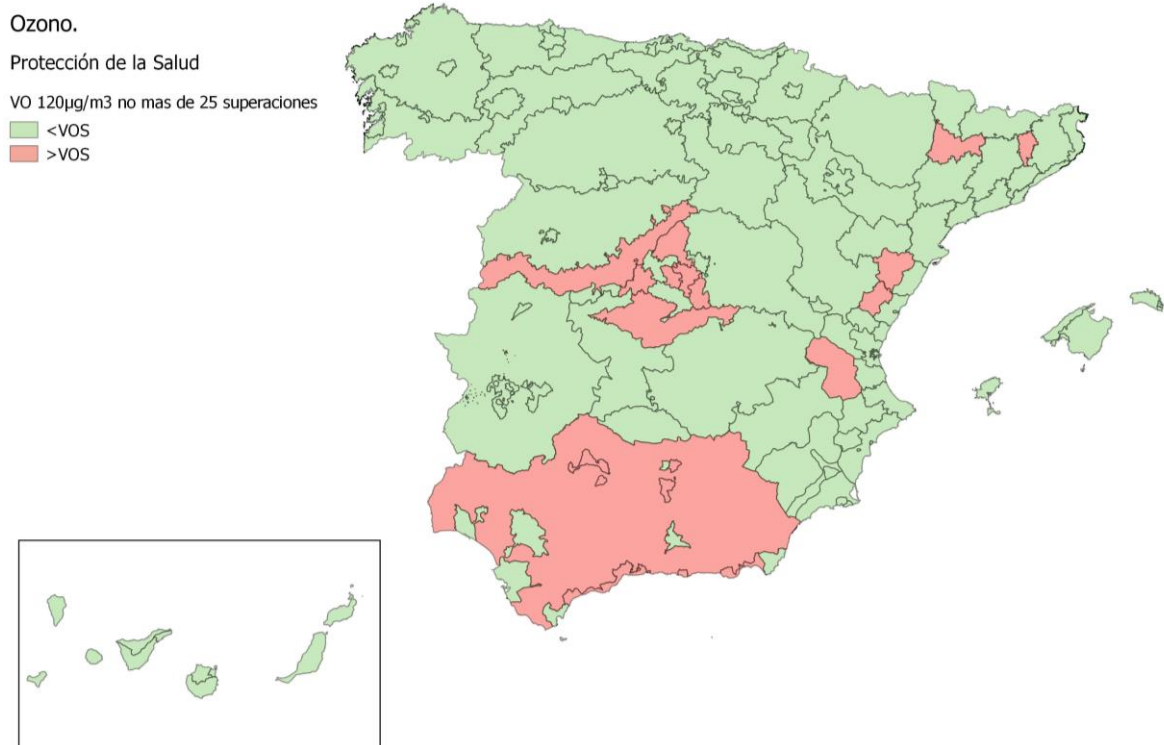 Ozono.
Protección de la Salud
VO 120µg/m3 no mas de 25 superaciones
<VOS
>VOS